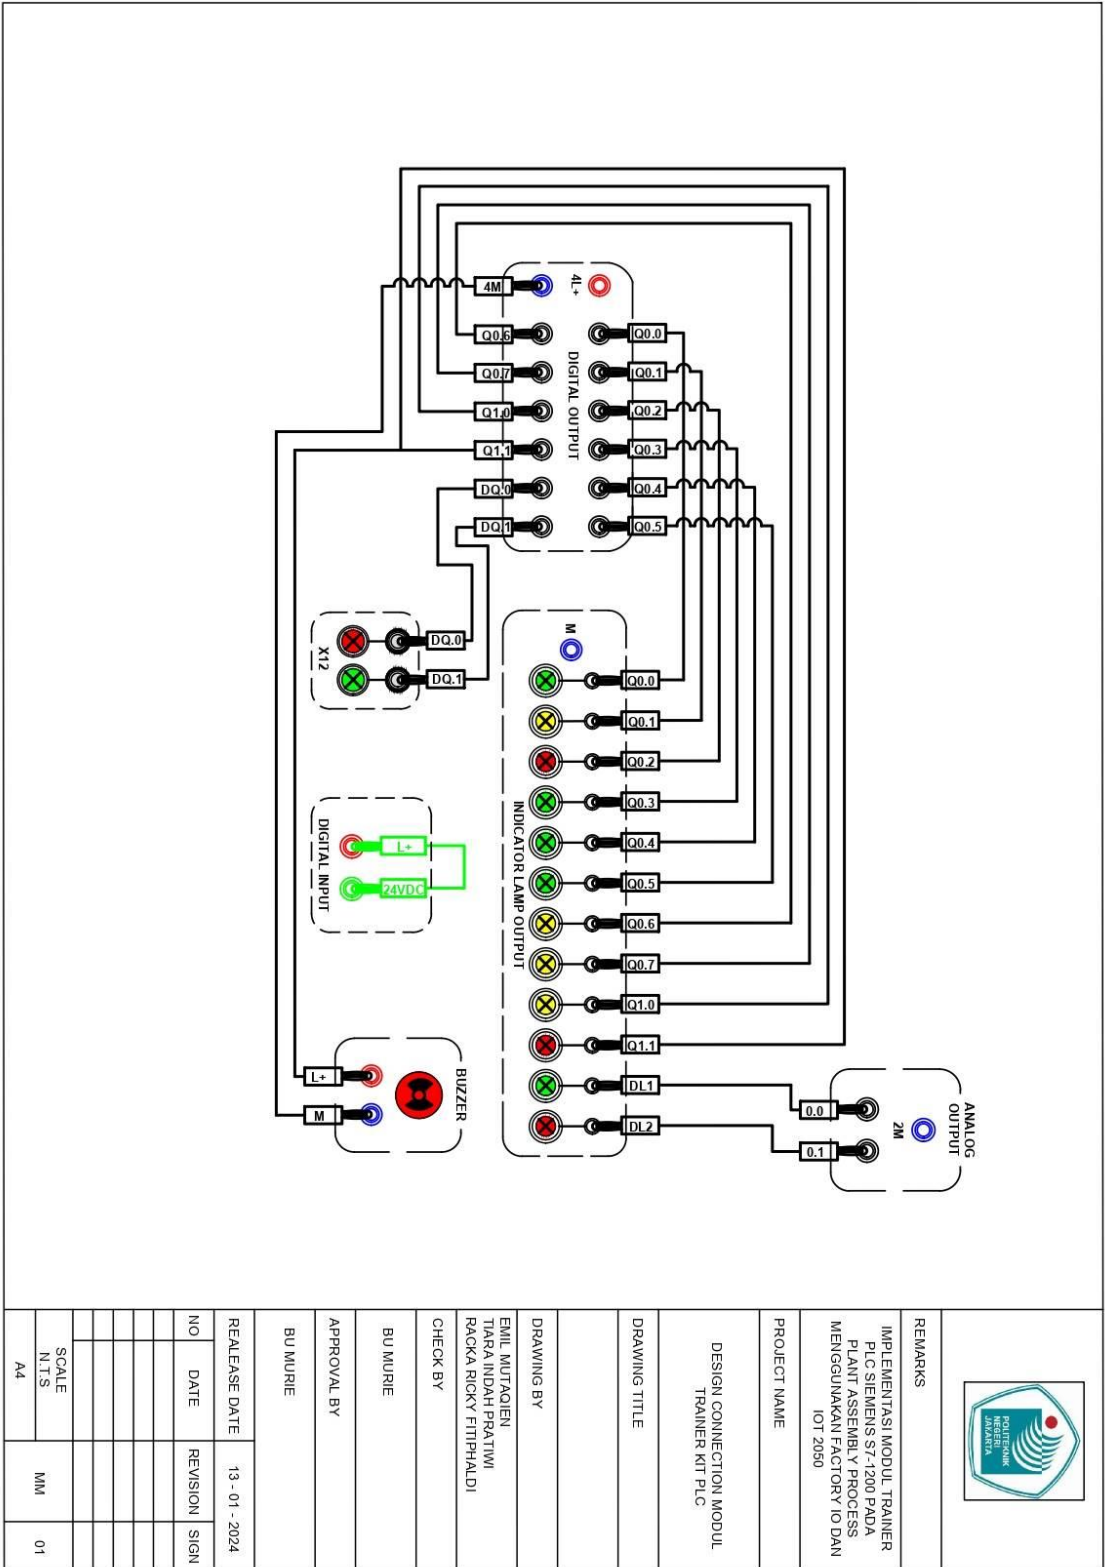 4M
4L+
Q0.6
Q0.0
Q0.7
Q0.1
Q1.0
Q0.2
Q1.1
Q0.3
DQ.0
Q0.4
DQ.1
Q0.5
DIGITAL OUTPUT
DQ.0
DQ.1
X12
M
Q0.0
Q0.1
Q0.2
Q0.3
Q0.4
Q0.5
Q0.6
Q0.7
Q1.0
Q1.1
DL1
DL2
INDICATOR LAMP OUTPUT
L+
24VDC
DIGITAL INPUT
L+
M
BUZZER
ANALOG
OUTPUT
2M
0.0
0.1
POLITEKNIK
NEGERI
JAKARTA
REMARKS
IMPLEMENTASI MODUL TRAINER
PLC SIEMENS S7-1200 PADA
PLANT ASSEMBLY PROCESS
MENGGUNAKAN FACTORY IO DAN
IOT 2050
PROJECT NAME
DESIGN CONNECTION MODUL
TRAINER KIT PLC
DRAWING TITLE
DRAWING BY
EMIL MUTAQIEN
TIARA INDAH PRATIWI
RACKA RICKY FITIPHALDI
CHECK BY
BU MURIE
APPROVAL BY
BU MURIE
REALEASE DATE 13 - 01 - 2024
NO DATE REVISION SIGN
SCALE
N.T.S
MM
01
A4